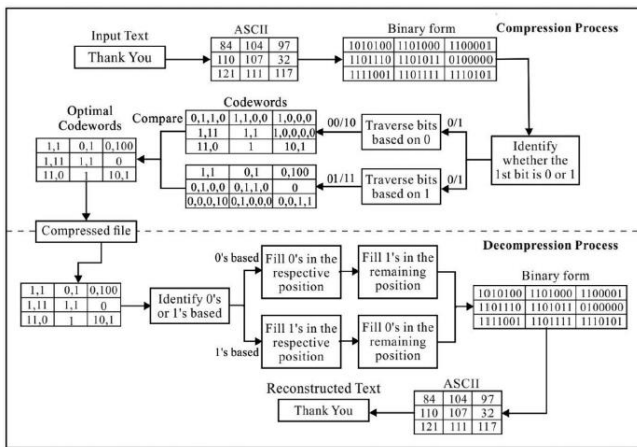 Compression Process
Input Text
Thank You
ASCII
84 104 97
110 107 32
121 111 117
Binary form
1010100 1101000 1100001
1101110 1101011 0100000
1111001 1101111 1110101
Identify whether the 1st bit is 0 or 1
0/1
Traverse bits based on 0
00/10
0/1
Traverse bits based on 1
01/11
Codewords
0,1,1,0 1,1,0,0 1,0,0,0
1,11 1,1 1,0,0,0,0
11,0 1 10,1
1,1 0,1 0,100
0,1,0,0 0,1,1,0 0
0,0,0,10 0,1,0,0,0 0,0,1,1
Compare
Optimal Codewords
1,1 0,1 0,100
1,11 1,1 0
11,0 1 10,1
Compressed file
Decompression Process
1,1 0,1 0,100
1,11 1,1 0
11,0 1 10,1
Identify 0's or 1's based
0's based
Fill 0's in the respective position
Fill 1's in the remaining position
1's based
Fill 1's in the respective position
Fill 0's in the remaining position
Binary form
1010100 1101000 1100001
1101110 1101011 0100000
1111001 1101111 1110101
ASCII
84 104 97
110 107 32
121 111 117
Reconstructed Text
Thank You